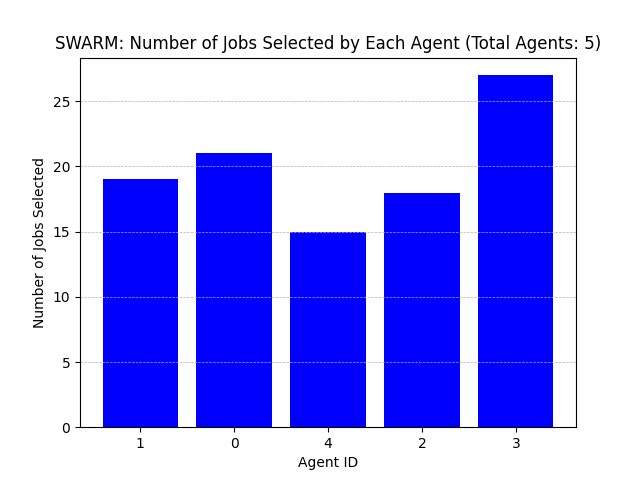 SWARM: Number of Jobs Selected by Each Agent (Total Agents: 5)
Number of Jobs Selected
25
20
15
10
5
0
1 0 4 2 3
Agent ID